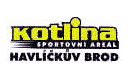 Kotlina
SPORTOVNÍ AREÁL
HAVLÍČKŮV BROD